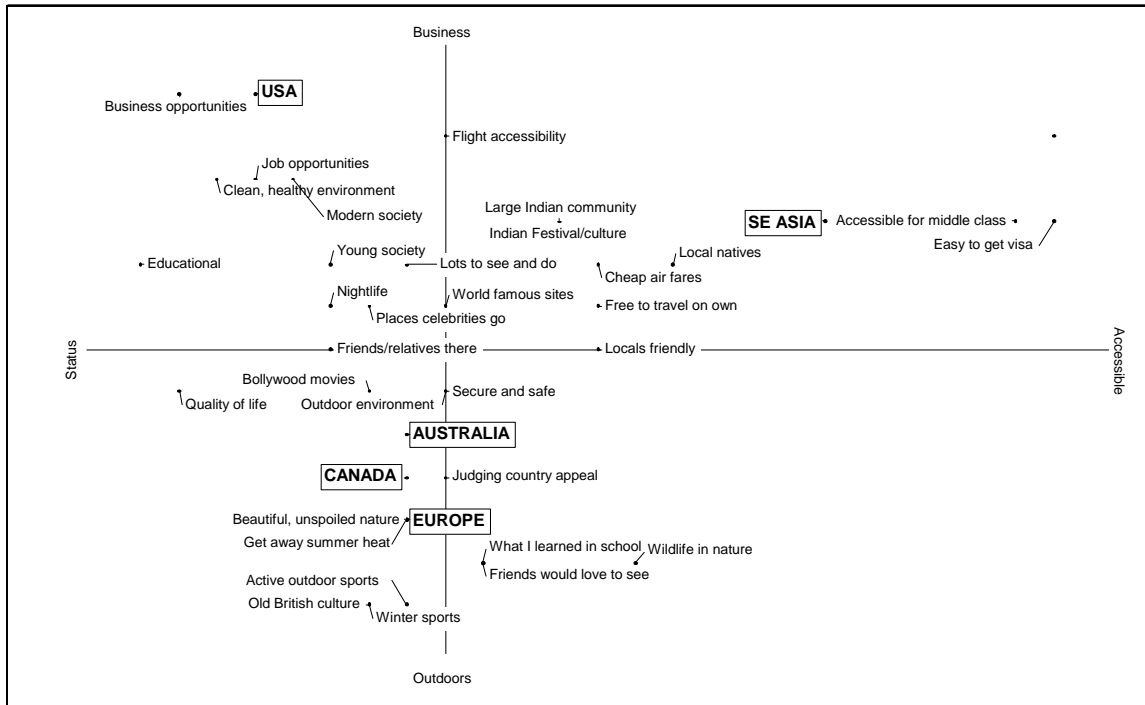 Business
USA
Business opportunities
Flight accessibility
Job opportunities
Clean, healthy environment
Modern society
Large Indian community
Indian Festival/culture
SE ASIA
Accessible for middle class
Easy to get visa
Educational
Young society
Lots to see and do
Local natives
Cheap air fares
Nightlife
World famous sites
Places celebrities go
Free to travel on own
Status
Friends/relatives there
Locals friendly
Accessible
Bollywood movies
Quality of life
Outdoor environment
Secure and safe
AUSTRALIA
CANADA
Judging country appeal
Beautiful, unspoiled nature
EUROPE
Get away summer heat
What I learned in school
Wildlife in nature
Friends would love to see
Active outdoor sports
Old British culture
Winter sports
Outdoors